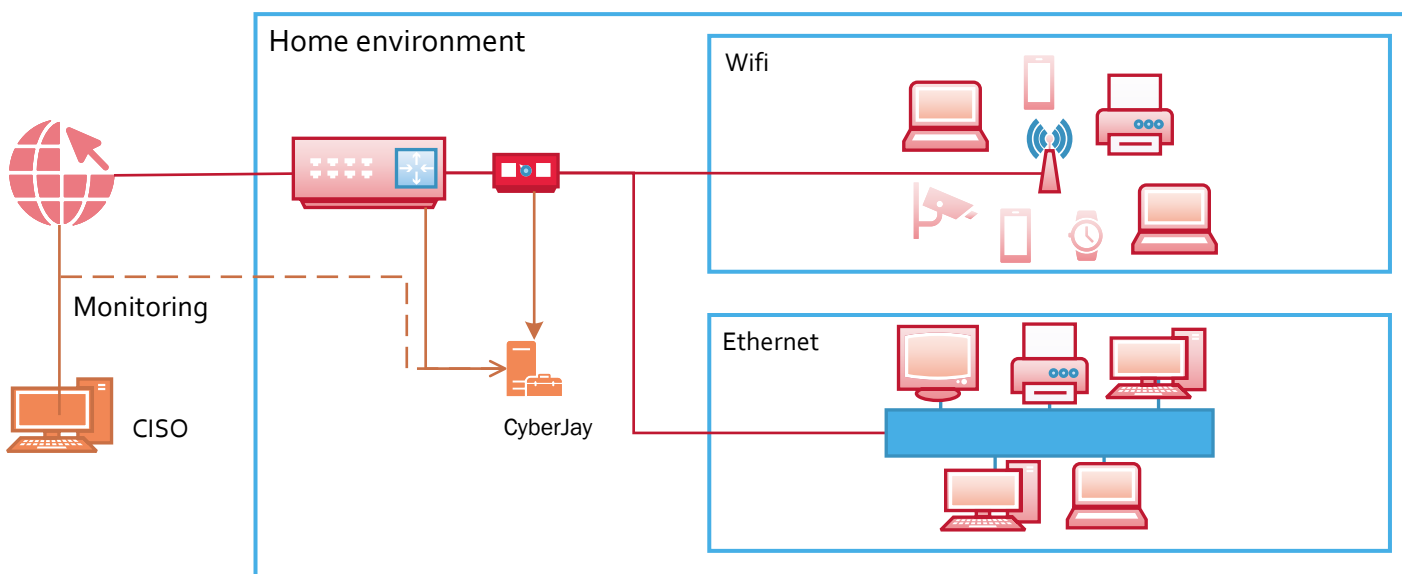 Home environment
Wifi
Monitoring
Ethernet
CyberJay
CISO